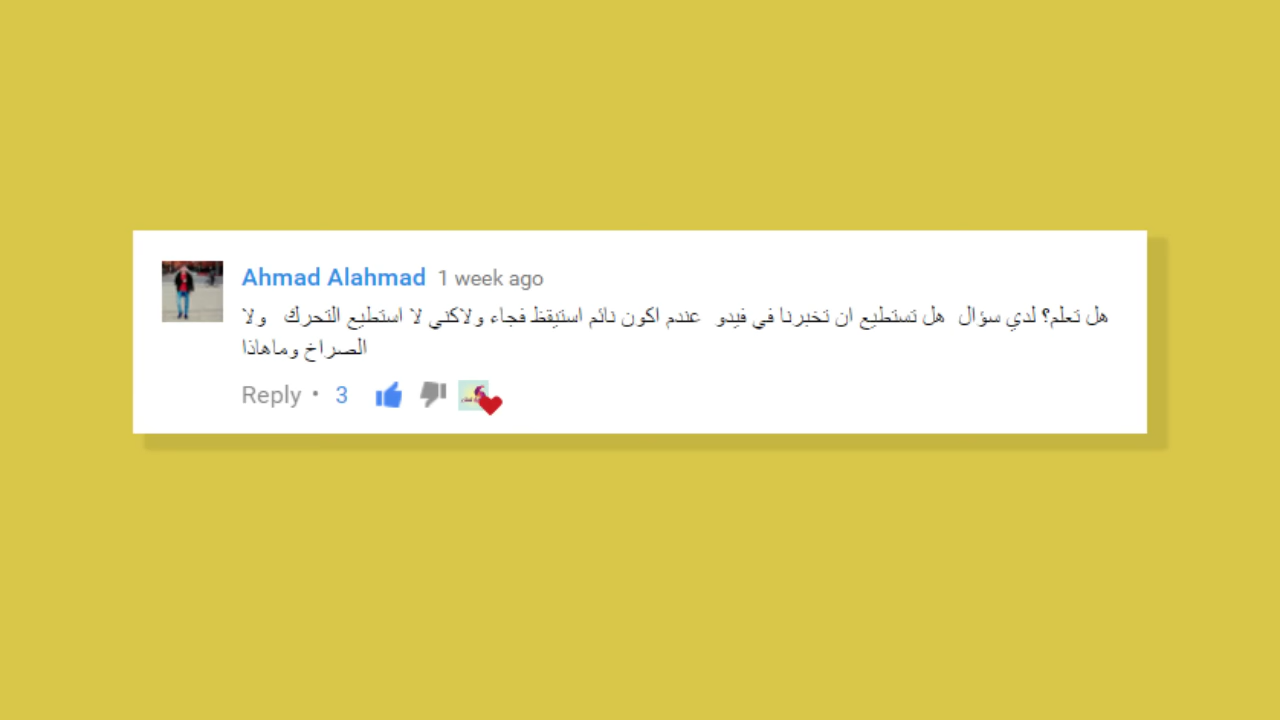 Ahmad Alahmad 1 week ago
هل تعلم؟ لدي سؤال هل تستطيع ان تخبرنا في فيدو عندم اكون نائم استيقظ فجاء ولاكني لا استطيع التحرك ولا
الصراخ وماهاذا
Reply • 3